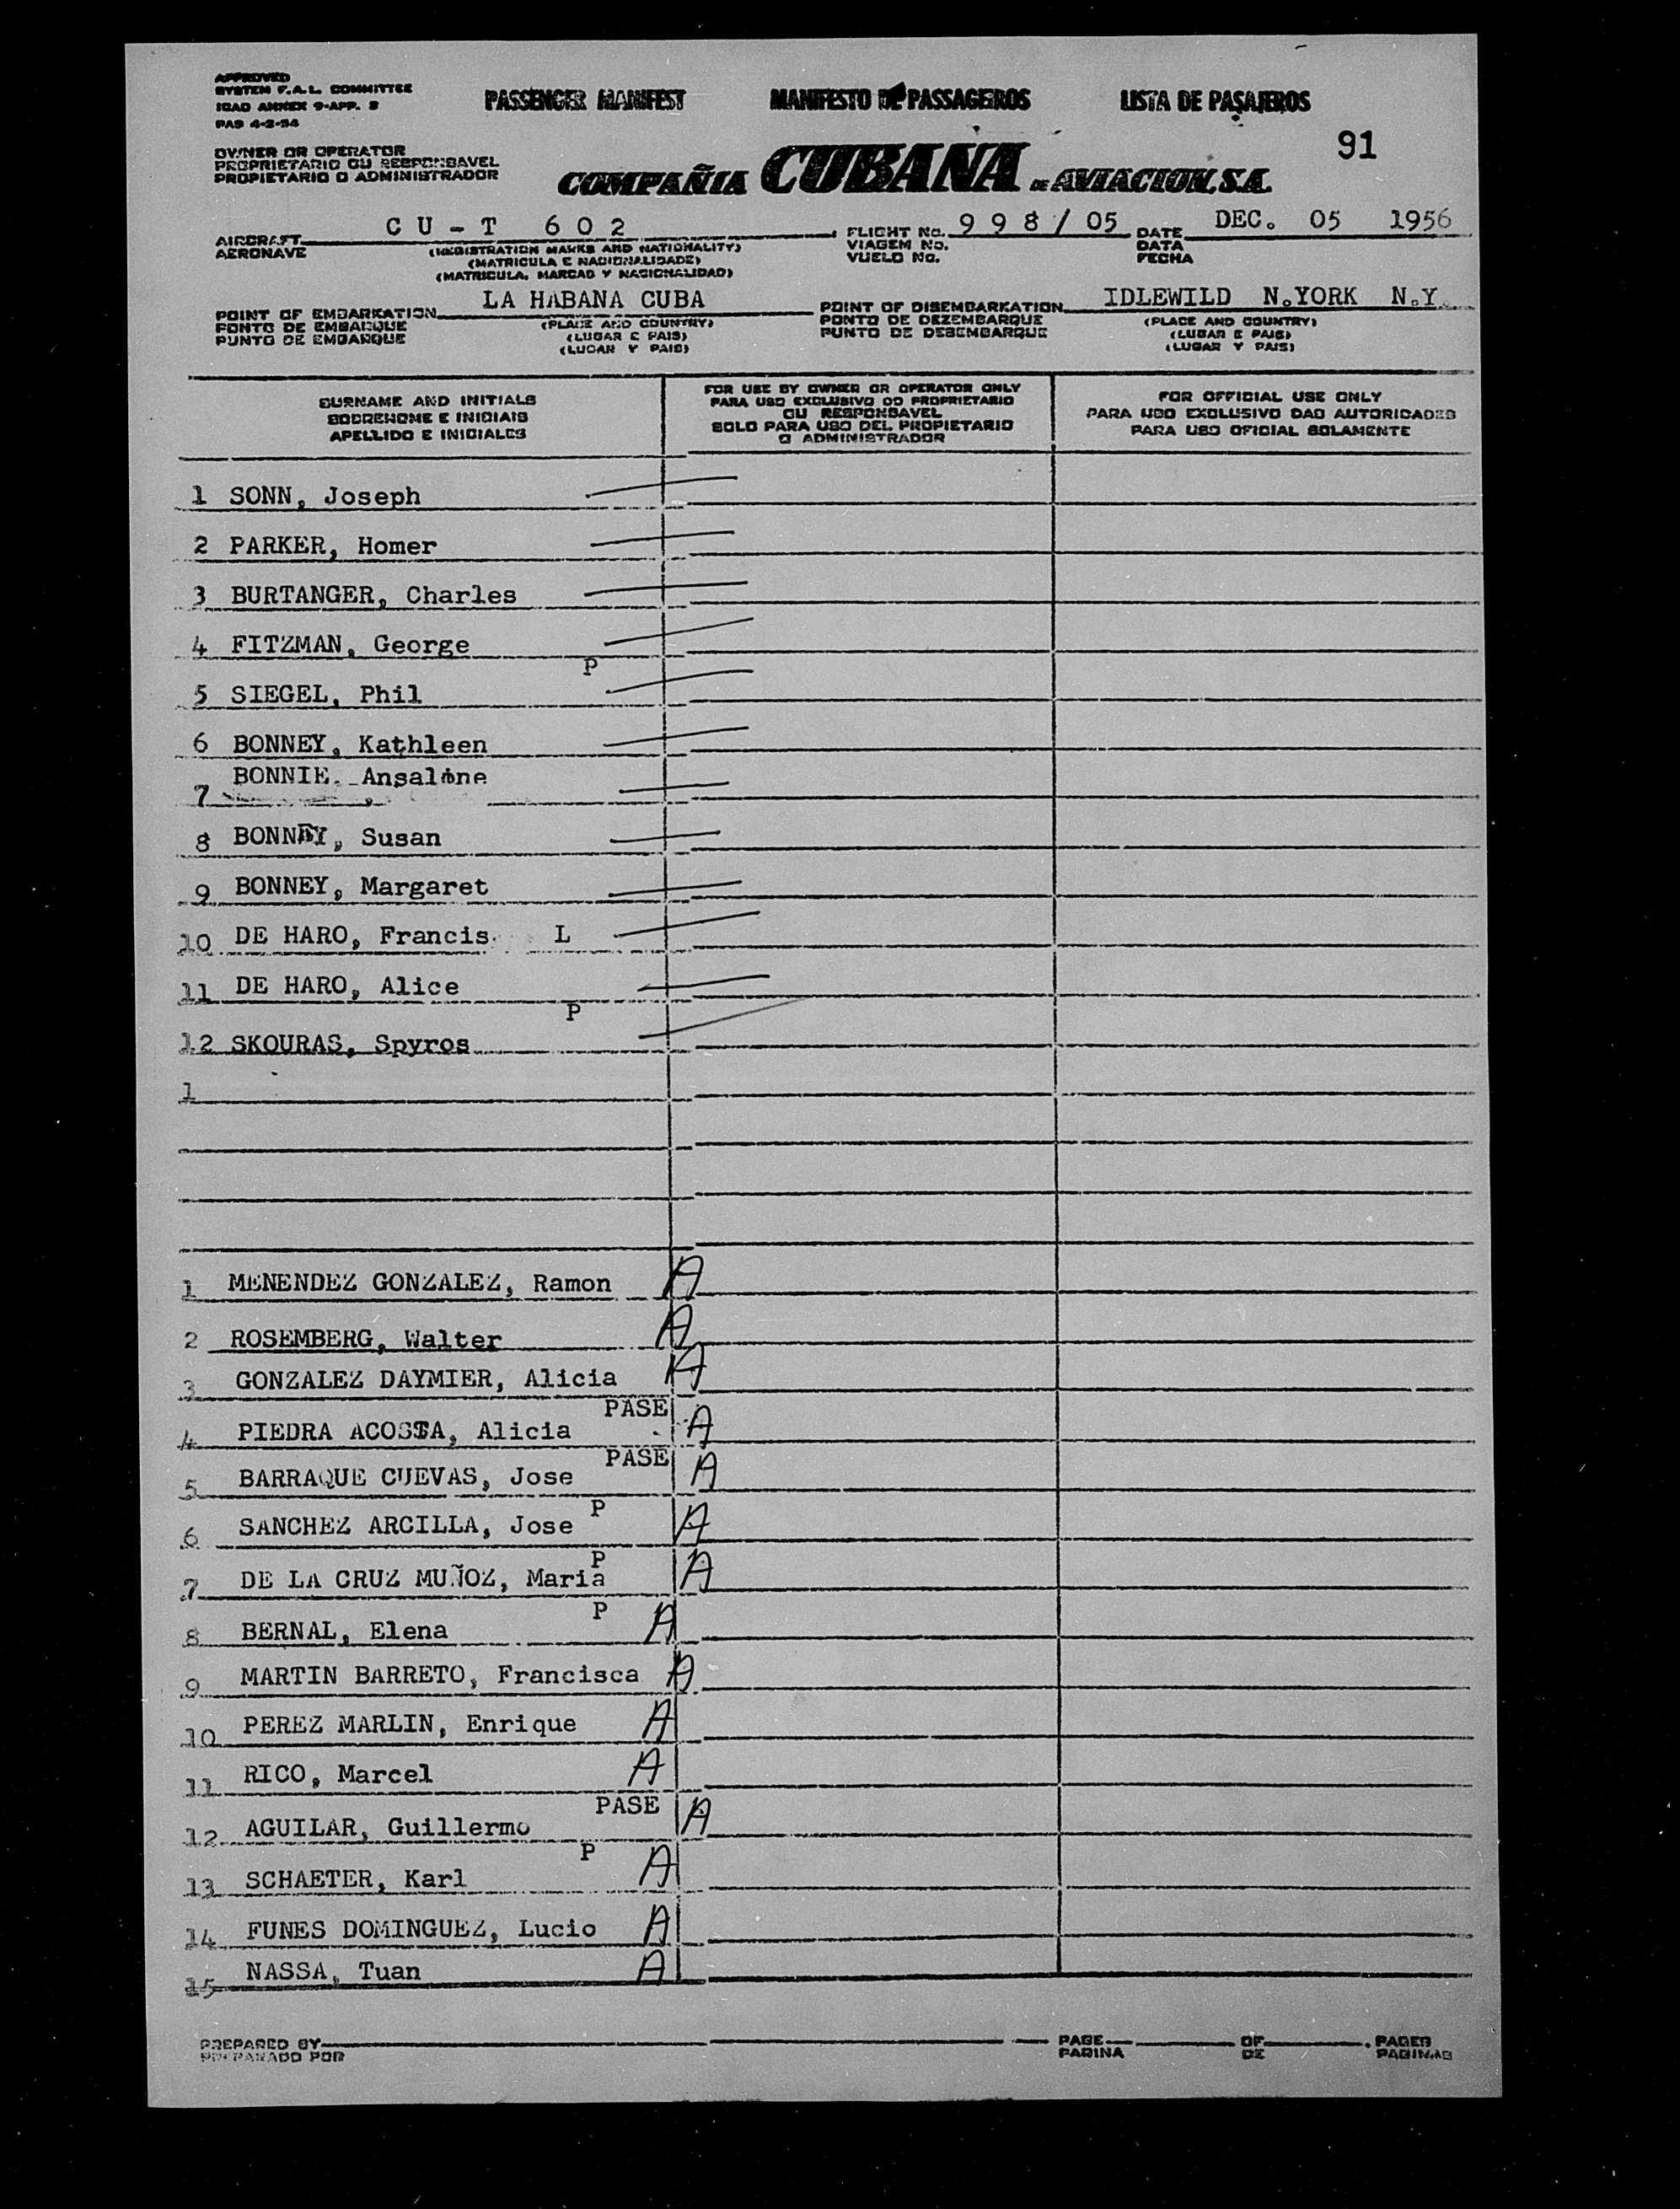 APPROVED
SYSTEM F.A.L. COMMITTEE
ICAO ANNEX 9-APP. 3
PAS 4-2-54
PASSENGER MANIFEST MANIFESTO DE PASSAGEIROS LISTA DE PASAJEROS
91
OWNER OR OPERATOR
PROPRIETARIO OU RESPONSAVEL
PROPIETARIO O ADMINISTRADOR
COMPAÑIA CUBANA DE AVIACION, S.A.
AIRCRAFT CU-T 602 FLIGHT No. 998/05 DATE DEC. 05 1956
AERONAVE (REGISTRATION MARKS AND NATIONALITY) VIAGEM No. DATA
(MATRICULA E NACIONALIDADE) VUELO No. FECHA
(MATRICULA, MARCAS Y NACIONALIDAD)
POINT OF EMBARKATION LA HABANA CUBA POINT OF DISEMBARKATION IDLEWILD N.YORK N.Y
PONTO DE EMBARQUE (PLACE AND COUNTRY) PONTO DE DEZEMBARQUE (PLACE AND COUNTRY)
PUNTO DE EMBARQUE (LUGAR E PAIS) PUNTO DE DESEMBARQUE (LUGAR E PAIS)
(LUGAR Y PAIS) (LUGAR Y PAIS)
SURNAME AND INITIALS
SOBRENOME E INICIAIS
APELLIDO E INICIALES
FOR USE BY OWNER OR OPERATOR ONLY
PARA USO EXCLUSIVO DO PROPRIETARIO
OU RESPONSAVEL
SOLO PARA USO DEL PROPIETARIO
O ADMINISTRADOR
FOR OFFICIAL USE ONLY
PARA USO EXCLUSIVO DAS AUTORIDADES
PARA USO OFICIAL SOLAMENTE
1 SONN, Joseph
2 PARKER, Homer
3 BURTANGER, Charles
4 FITZMAN, George
P
5 SIEGEL, Phil
6 BONNEY, Kathleen
7 BONNIE, Ansalone
8 BONNEY, Susan
9 BONNEY, Margaret
10 DE HARO, Francis L
11 DE HARO, Alice
P
12 SKOURAS, Spyros
1
1 MENENDEZ GONZALEZ, Ramon A
2 ROSEMBERG, Walter A
3 GONZALEZ DAYMIER, Alicia A
PASE
4 PIEDRA ACOSTA, Alicia A
PASE
5 BARRAQUE CUEVAS, Jose A
P
6 SANCHEZ ARCILLA, Jose A
P
7 DE LA CRUZ MUÑOZ, Maria A
P
8 BERNAL, Elena A
9 MARTIN BARRETO, Francisca A
10 PEREZ MARLIN, Enrique A
11 RICO, Marcel A
PASE
12 AGUILAR, Guillermo A
P
13 SCHAETER, Karl A
14 FUNES DOMINGUEZ, Lucio A
15 NASSA, Tuan A
PREPARED BY PAGE OF PAGES
PREPARADO POR PAGINA DE PAGINAS